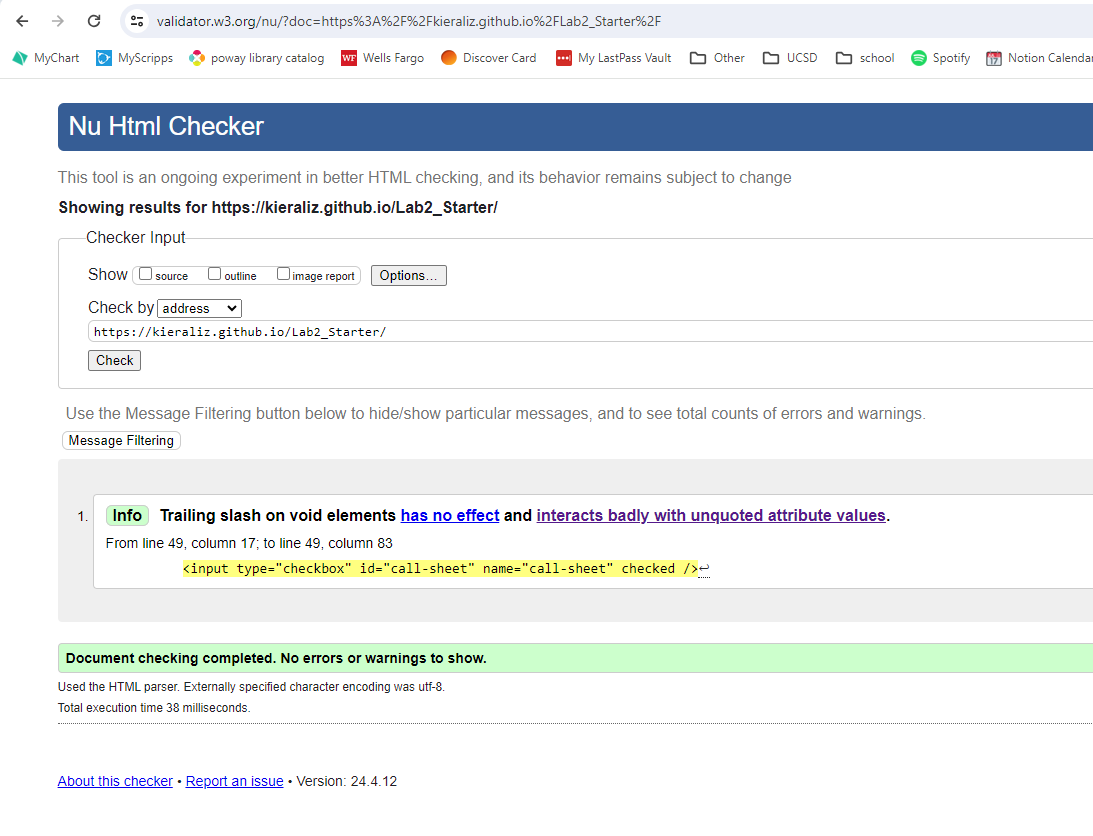 validator.w3.org/nu/?doc=https%3A%2F%2Fkieraliz.github.io%2FLab2_Starter%2F
MyChart MyScripps poway library catalog WF Wells Fargo Discover Card My LastPass Vault Other UCSD school Spotify 17 Notion Calenda
Nu Html Checker
This tool is an ongoing experiment in better HTML checking, and its behavior remains subject to change
Showing results for https://kieraliz.github.io/Lab2_Starter/
Checker Input
Show source outline image report Options...
Check by address
https://kieraliz.github.io/Lab2_Starter/
Check
Use the Message Filtering button below to hide/show particular messages, and to see total counts of errors and warnings.
Message Filtering
1. Info Trailing slash on void elements has no effect and interacts badly with unquoted attribute values.
From line 49, column 17; to line 49, column 83
<input type="checkbox" id="call-sheet" name="call-sheet" checked />↩
Document checking completed. No errors or warnings to show.
Used the HTML parser. Externally specified character encoding was utf-8.
Total execution time 38 milliseconds.
About this checker • Report an issue • Version: 24.4.12